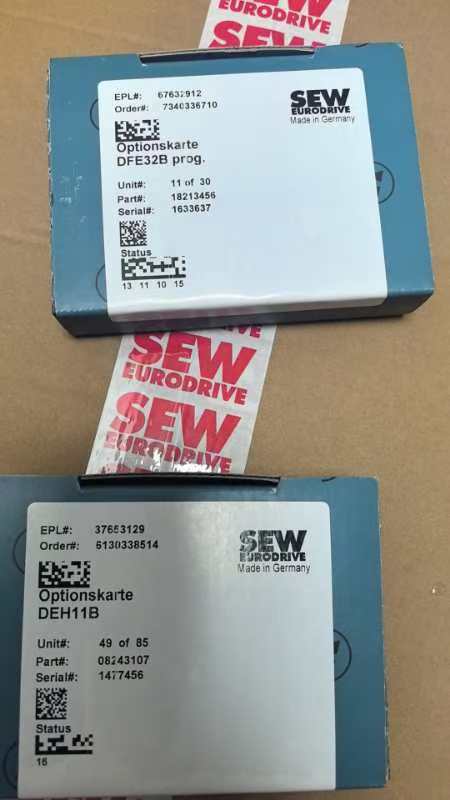 SEW
EURODRIVE
SEW
EPL#: 67632912
Order#: 7340336710
SEW
EURODRIVE
Made in Germany
Optionskarte
DFE32B prog.
Unit#: 11 of 30
Part#: 18213456
Serial#: 1633637
Status
13 11 10 15
SEW
EURODRIVE
SEW
EURODRIVE
EPL#: 37653129
Order#: 6130338514
SEW
EURODRIVE
Made in Germany
Optionskarte
DEH11B
Unit#: 49 of 85
Part#: 08243107
Serial#: 1477456
Status
16